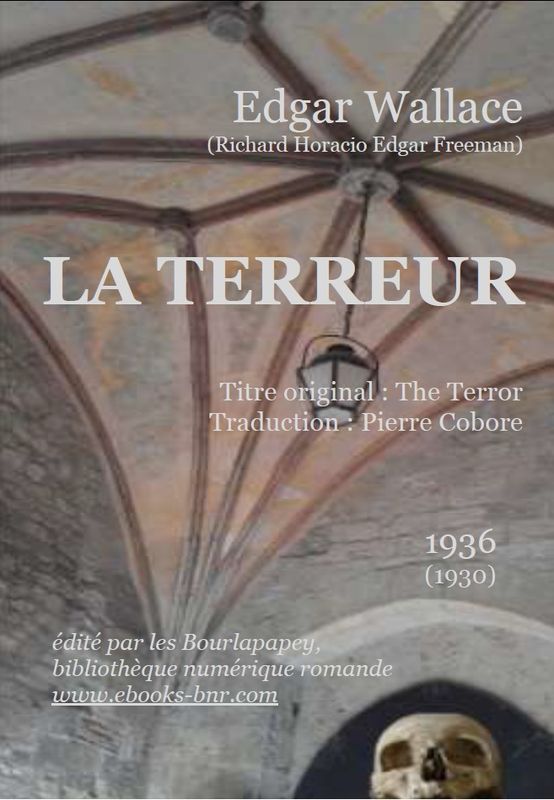 Edgar Wallace
(Richard Horacio Edgar Freeman)
LA TERREUR
Titre original : The Terror
Traduction : Pierre Cobore
1936
(1930)
édité par les Bourlapapey,
bibliothèque numérique romande
www.ebooks-bnr.com